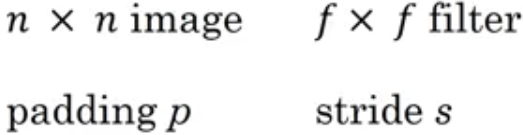 n × n image f × f filter
padding p stride s